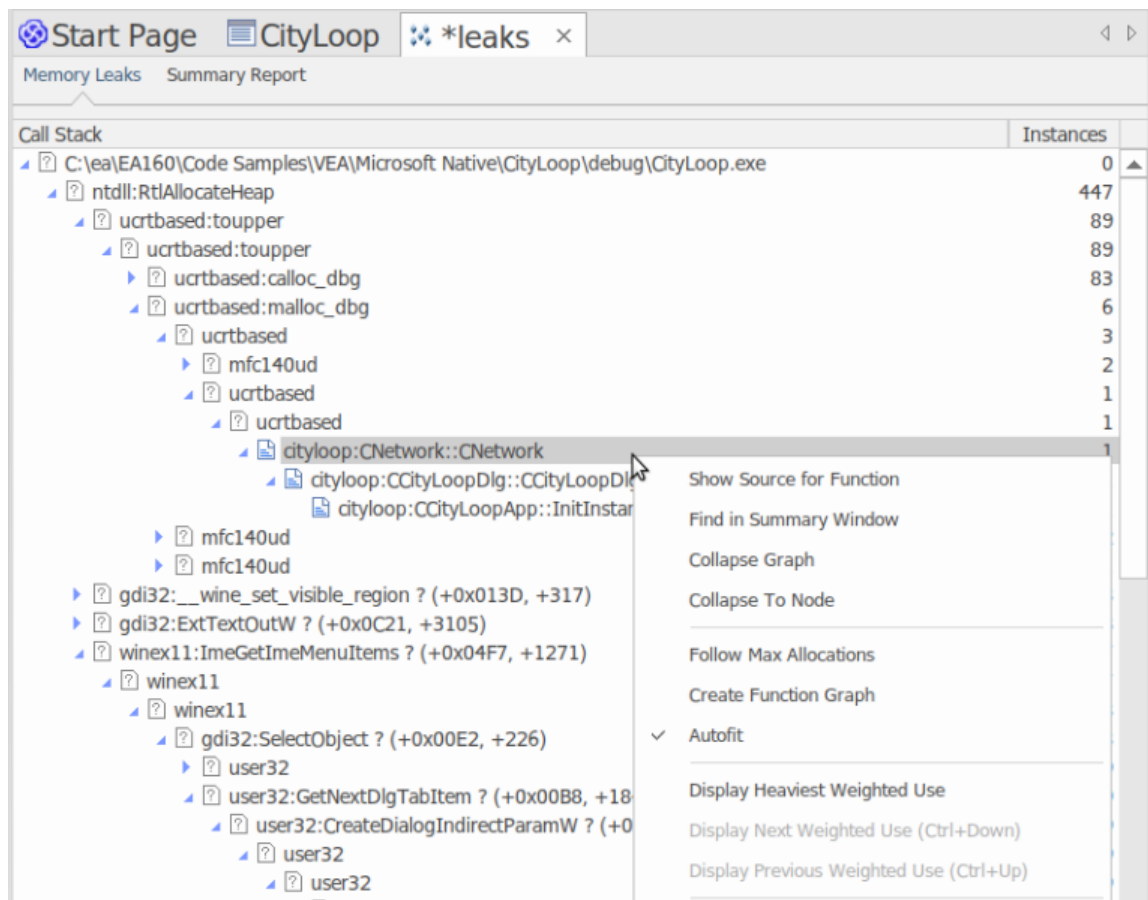 Start Page CityLoop *leaks
Memory Leaks Summary Report
Call Stack Instances
C:\ea\EA160\Code Samples\VEA\Microsoft Native\CityLoop\debug\CityLoop.exe 0
ntdll:RtlAllocateHeap 447
ucrtbased:toupper 89
ucrtbased:toupper 89
ucrtbased:calloc_dbg 83
ucrtbased:malloc_dbg 6
ucrtbased 3
mfc140ud 2
ucrtbased 1
ucrtbased 1
cityloop:CNetwork::CNetwork 1
cityloop:CCityLoopDlg::CCityLoopDlg
cityloop:CCityLoopApp::InitInstan
mfc140ud
mfc140ud
gdi32:__wine_set_visible_region ? (+0x013D, +317)
gdi32:ExtTextOutW ? (+0x0C21, +3105)
winex11:ImeGetImeMenuItems ? (+0x04F7, +1271)
winex11
winex11
gdi32:SelectObject ? (+0x00E2, +226)
user32
user32:GetNextDlgTabItem ? (+0x00B8, +18
user32:CreateDialogIndirectParamW ? (+0
user32
user32
Show Source for Function
Find in Summary Window
Collapse Graph
Collapse To Node
Follow Max Allocations
Create Function Graph
Autofit
Display Heaviest Weighted Use
Display Next Weighted Use (Ctrl+Down)
Display Previous Weighted Use (Ctrl+Up)